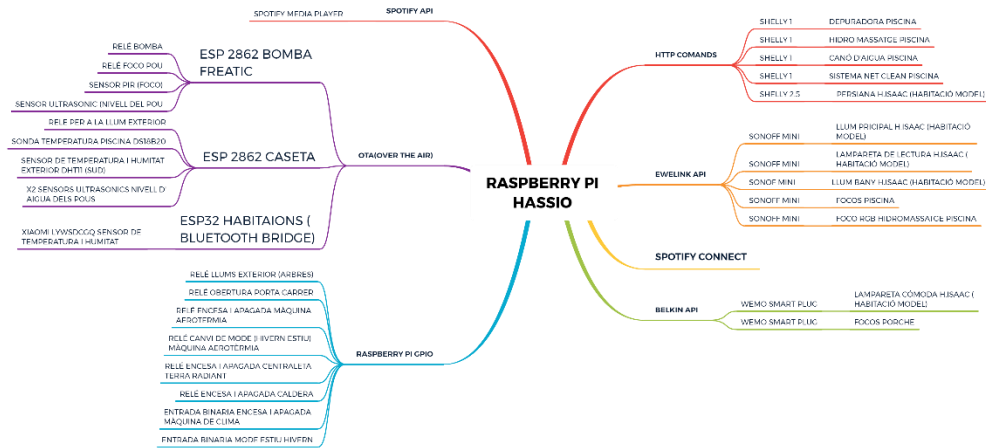 RASPBERRY PI
HASSIO
SPOTIFY API
SPOTIFY MEDIA PLAYER
OTA(OVER THE AIR)
ESP 2862 BOMBA
FREATIC
RELÉ BOMBA
RELÉ FOCO POU
SENSOR PIR (FOCO)
SENSOR ULTRASONIC (NIVELL DEL POU
ESP 2862 CASETA
RELE PER A LA LLUM EXTERIOR
SONDA TEMPERATURA PISCINA DS18B20
SENSOR DE TEMPERATURA I HUMITAT
EXTERIOR DHT11 (SUD)
X2 SENSORS ULTRASONICS NIVELL D'
AIGUA DELS POUS
ESP32 HABITAIONS (
BLUETOOTH BRIDGE)
XIAOMI LYWSDCGQ SENSOR DE
TEMPERATURA I HUMITAT
RASPBERRY PI GPIO
RELÉ LLUMS EXTERIOR (ARBRES)
RELÉ OBERTURA PORTA CARRER
RELÉ ENCESA I APAGADA MÀQUINA
AEROTERMIA
RELÉ CANVI DE MODE (HIVERN ESTIU)
MÀQUINA AEROTÈRMIA
RELÉ ENCESA I APAGADA CENTRALETA
TERRA RADIANT
RELÉ ENCESA I APAGADA CALDERA
ENTRADA BINARIA ENCESA I APAGADA
MÀQUINA DE CLIMA
ENTRADA BINARIA MODE ESTIU HIVERN
HTTP COMANDS
SHELLY 1 DEPURADORA PISCINA
SHELLY 1 HIDRO MASSATGE PISCINA
SHELLY 1 CANÓ D'AIGUA PISCINA
SHELLY 1 SISTEMA NET CLEAN PISCINA
SHELLY 2.5 PERSIANA H.ISAAC (HABITACIÓ MODEL)
EWELINK API
SONOFF MINI LLUM PRICIPAL H ISAAC (HABITACIÓ
MODEL)
SONOFF MINI LAMPARETA DE LECTURA H.ISAAC (
HABITACIÓ MODEL)
SONOF MINI LLUM BANY H.ISAAC (HABITACIÓ MODEL)
SONOFF MINI FOCOS PISCINA
SONOFF MINI FOCO RGB HIDROMASSATGE PISCINA
SPOTIFY CONNECT
BELKIN API
WEMO SMART PLUG LAMPARETA CÓMODA H.ISAAC (
HABITACIÓ MODEL)
WEMO SMART PLUG FOCOS PORCHE